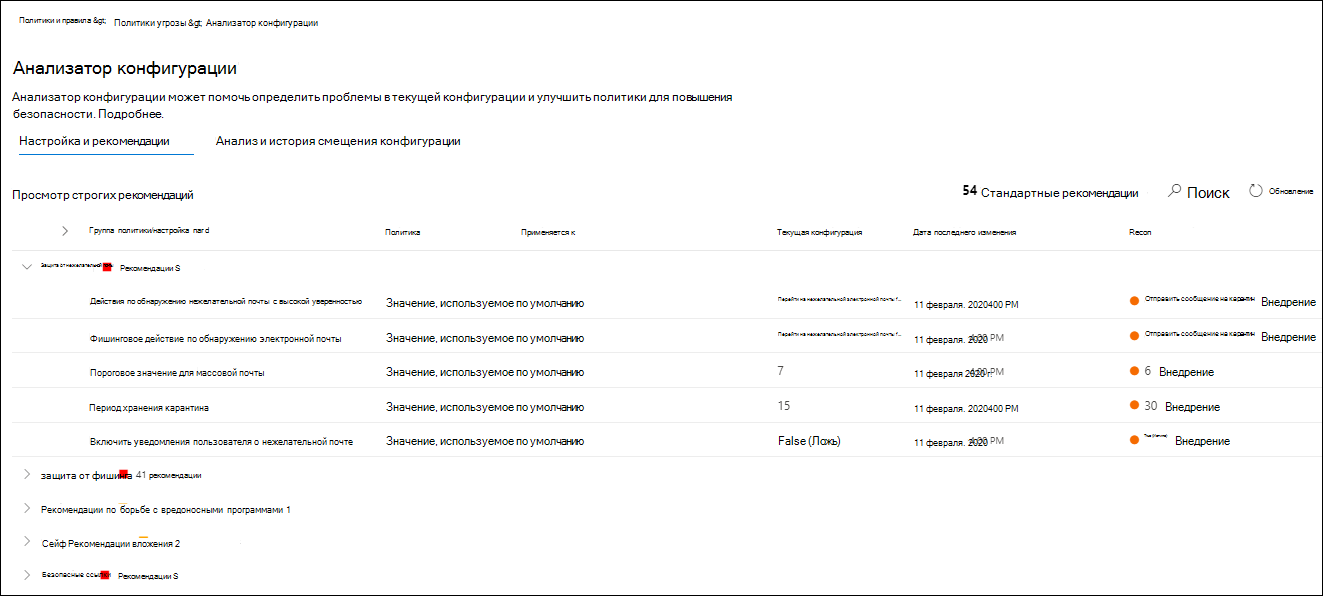 Политики и правила &gt; Политики угрозы &gt; Анализатор конфигурации
Анализатор конфигурации
Анализатор конфигурации может помочь определить проблемы в текущей конфигурации и улучшить политики для повышения
безопасности. Подробнее.
Настройка и рекомендации Анализ и история смещения конфигурации
Просмотр строгих рекомендаций 54 Стандартные рекомендации Поиск Обновление
Группа политики/настройка nard Политика Применяется к Текущая конфигурация Дата последнего изменения Recon
Защита от нежелательной Рекомендации S
Действия по обнаружению нежелательной почты с высокой уверенностью Значение, используемое по умолчанию Перейти на нежелательной электронной почты f... 11 февраля. 2020400 PM Отправить сообщение на карантин Внедрение
Фишинговое действие по обнаружению электронной почты Значение, используемое по умолчанию Перейти на нежелательной электронной почты f... 11 февраля. 2020 PM Отправить сообщение на карантин Внедрение
Пороговое значение для массовой почты Значение, используемое по умолчанию 7 11 февраля 2020 г. PM 6 Внедрение
Период хранения карантина Значение, используемое по умолчанию 15 11 февраля. 2020400 PM 30 Внедрение
Включить уведомления пользователя о нежелательной почте Значение, используемое по умолчанию False (Ложь) 11 февраля. 2020 PM Внедрение
защита от фишинга 41 рекомендации
Рекомендации по борьбе с вредоносными программами 1
Сейф Рекомендации вложения 2
Безопасные ссылки Рекомендации S